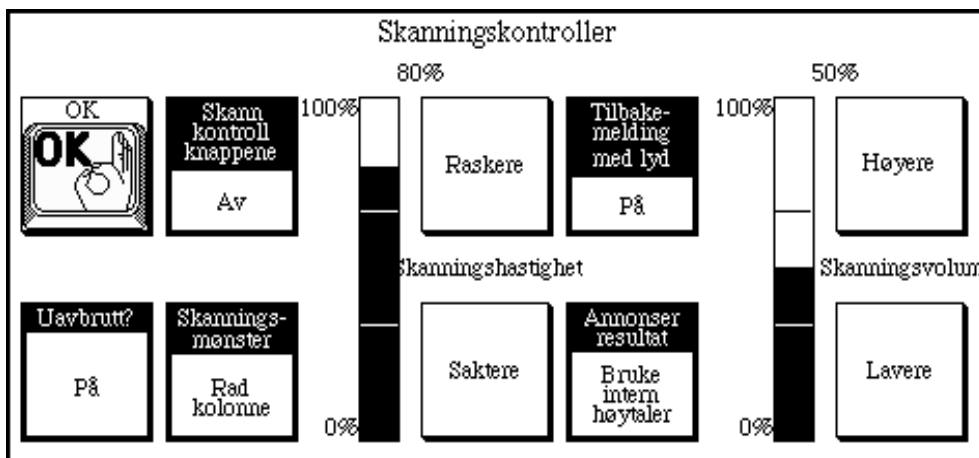 Skanningskontroller
80%
50%
OK
OK
Skann
kontroll
knappene
Av
100%
Raskere
Tilbake-
melding
med lyd
På
100%
Høyere
Skanningshastighet
Skanningsvolum
Uavbrutt?
På
Skannings-
mønster
Rad
kolonne
0%
Saktere
Annonser
resultat
Bruke
intern
høytaler
0%
Lavere